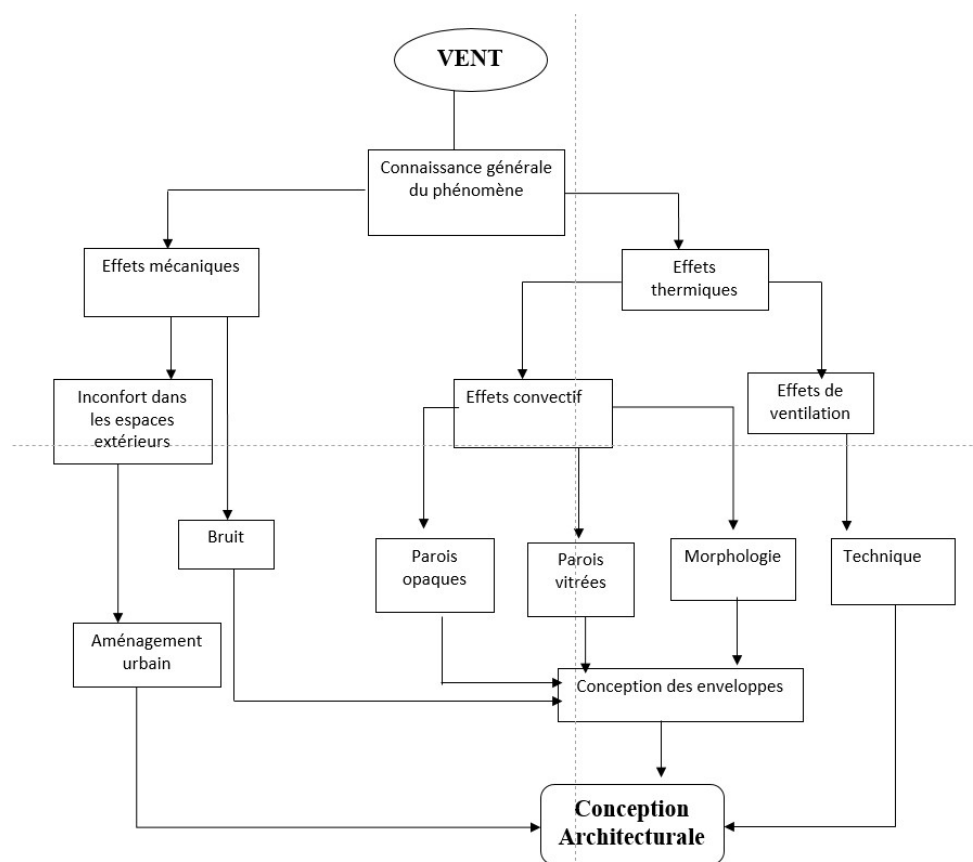 VENT
Connaissance générale
du phénomène
Effets mécaniques
Effets
thermiques
Inconfort dans
les espaces
extérieurs
Effets convectif
Effets de
ventilation
Bruit
Parois
opaques
Parois
vitrées
Morphologie
Technique
Aménagement
urbain
Conception des enveloppes
Conception
Architecturale